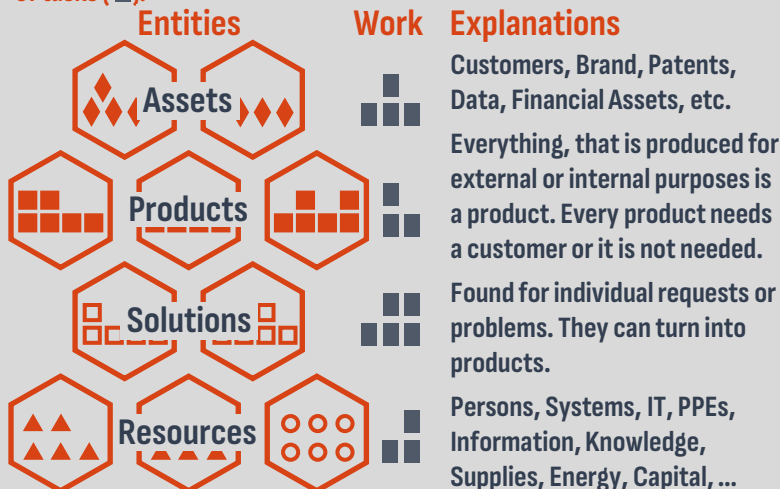 Entities Work Explanations
Assets
Customers, Brand, Patents,
Data, Financial Assets, etc.
Products
Everything, that is produced for
external or internal purposes is
a product. Every product needs
a customer or it is not needed.
Solutions
Found for individual requests or
problems. They can turn into
products.
Resources
Persons, Systems, IT, PPEs,
Information, Knowledge,
Supplies, Energy, Capital, ...